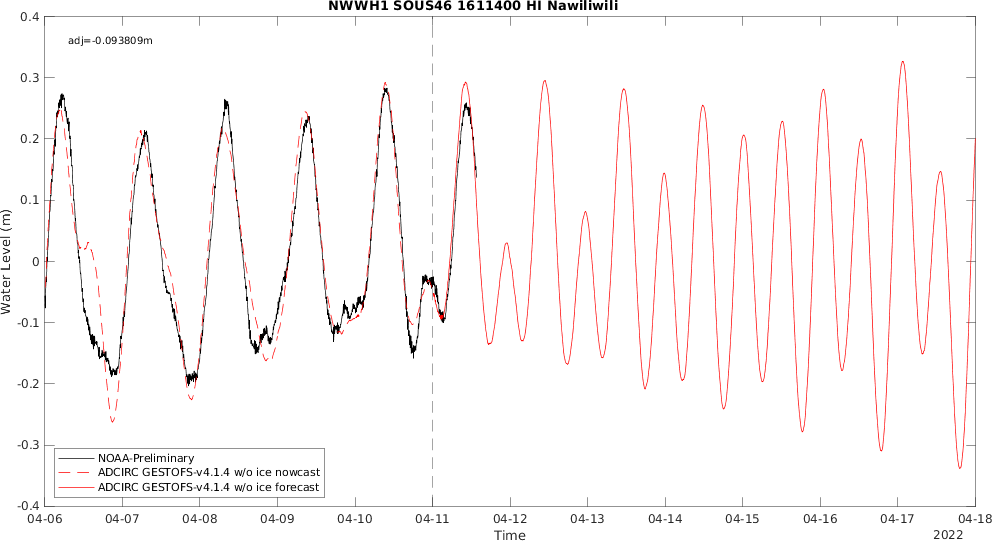 NWWH1 SOUS46 1611400 HI Nawiliwili
adj=-0.093809m
0.4
0.3
0.2
0.1
0
-0.1
-0.2
-0.3
-0.4
Water Level (m)
NOAA-Preliminary
ADCIRC GESTOFS-v4.1.4 w/o ice nowcast
ADCIRC GESTOFS-v4.1.4 w/o ice forecast
04-06 04-07 04-08 04-09 04-10 04-11 04-12 04-13 04-14 04-15 04-16 04-17 04-18
Time
2022